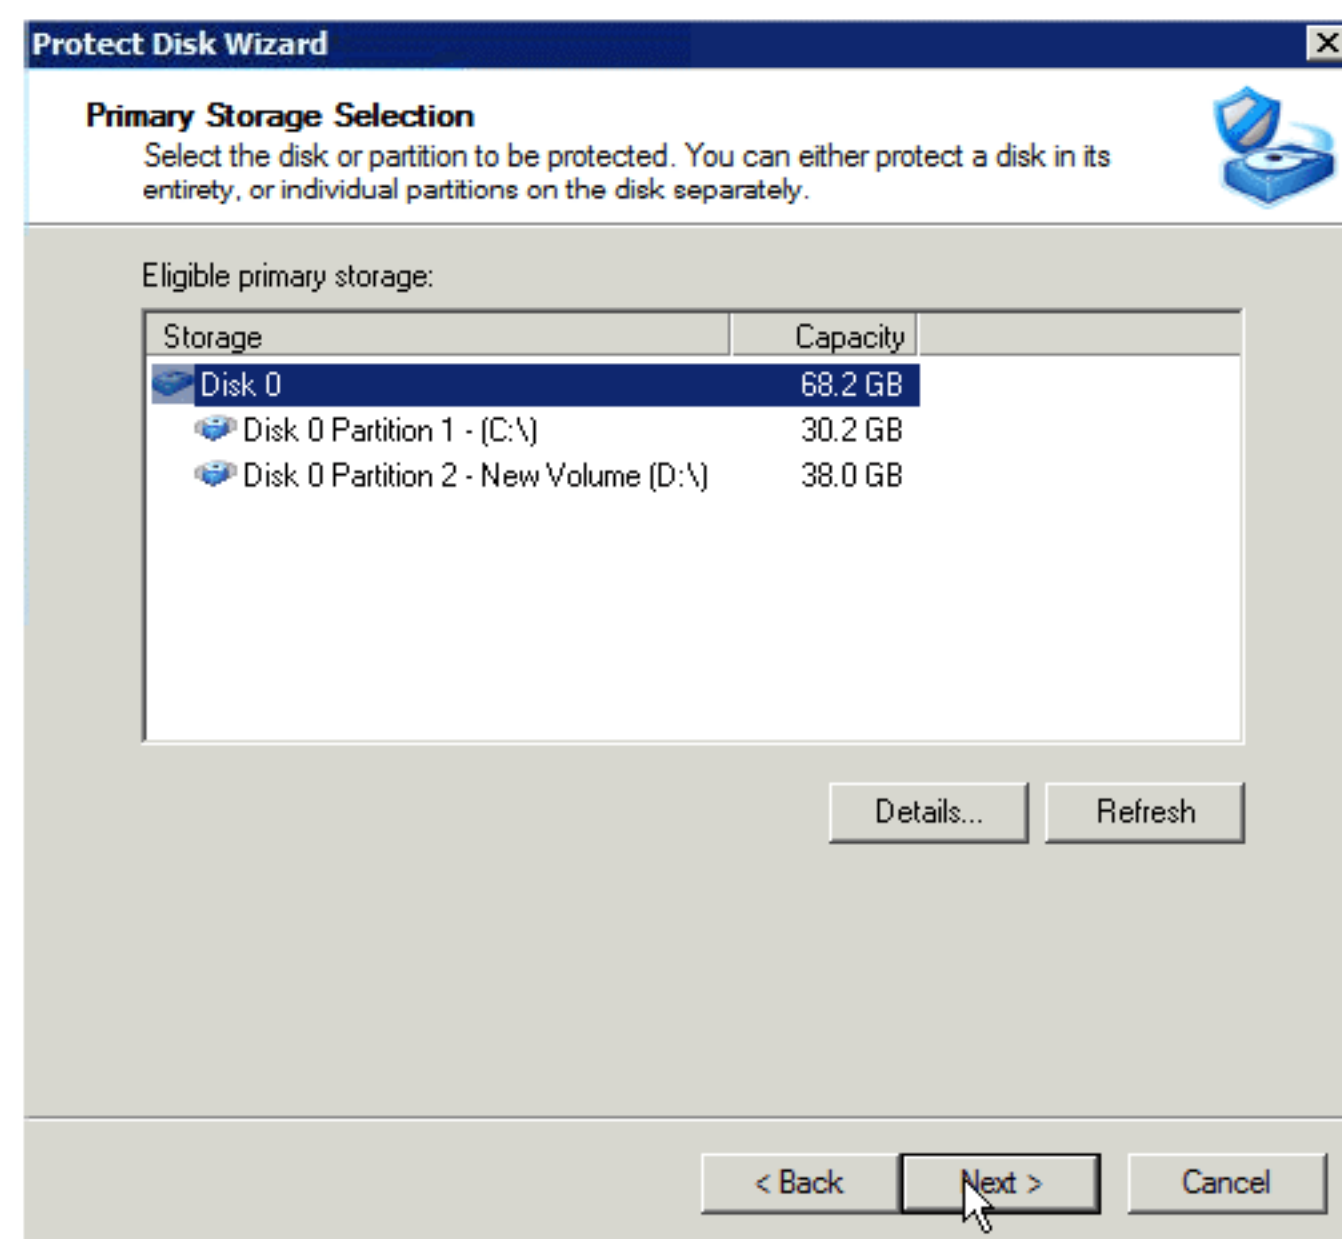 Protect Disk Wizard
Primary Storage Selection
Select the disk or partition to be protected. You can either protect a disk in its
entirety, or individual partitions on the disk separately.
Eligible primary storage:
Storage Capacity
Disk 0 68.2 GB
Disk 0 Partition 1 - (C:\) 30.2 GB
Disk 0 Partition 2 - New Volume (D:\) 38.0 GB
Details... Refresh
< Back Next > Cancel